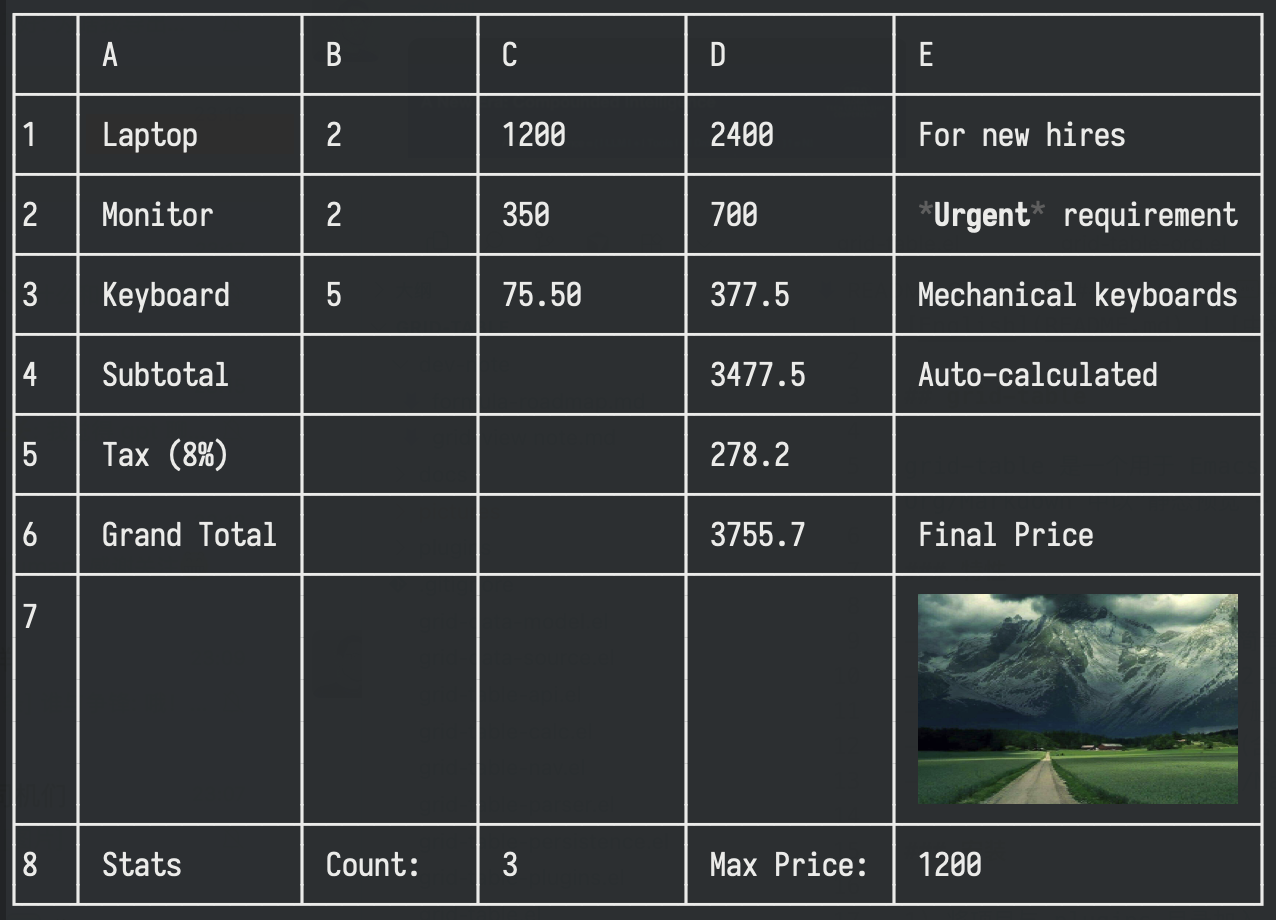 A B C D E
1 Laptop 2 1200 2400 For new hires
2 Monitor 2 350 700 *Urgent* requirement
3 Keyboard 5 75.50 377.5 Mechanical keyboards
4 Subtotal 3477.5 Auto-calculated
5 Tax (8%) 278.2
6 Grand Total 3755.7 Final Price
7
8 Stats Count: 3 Max Price: 1200